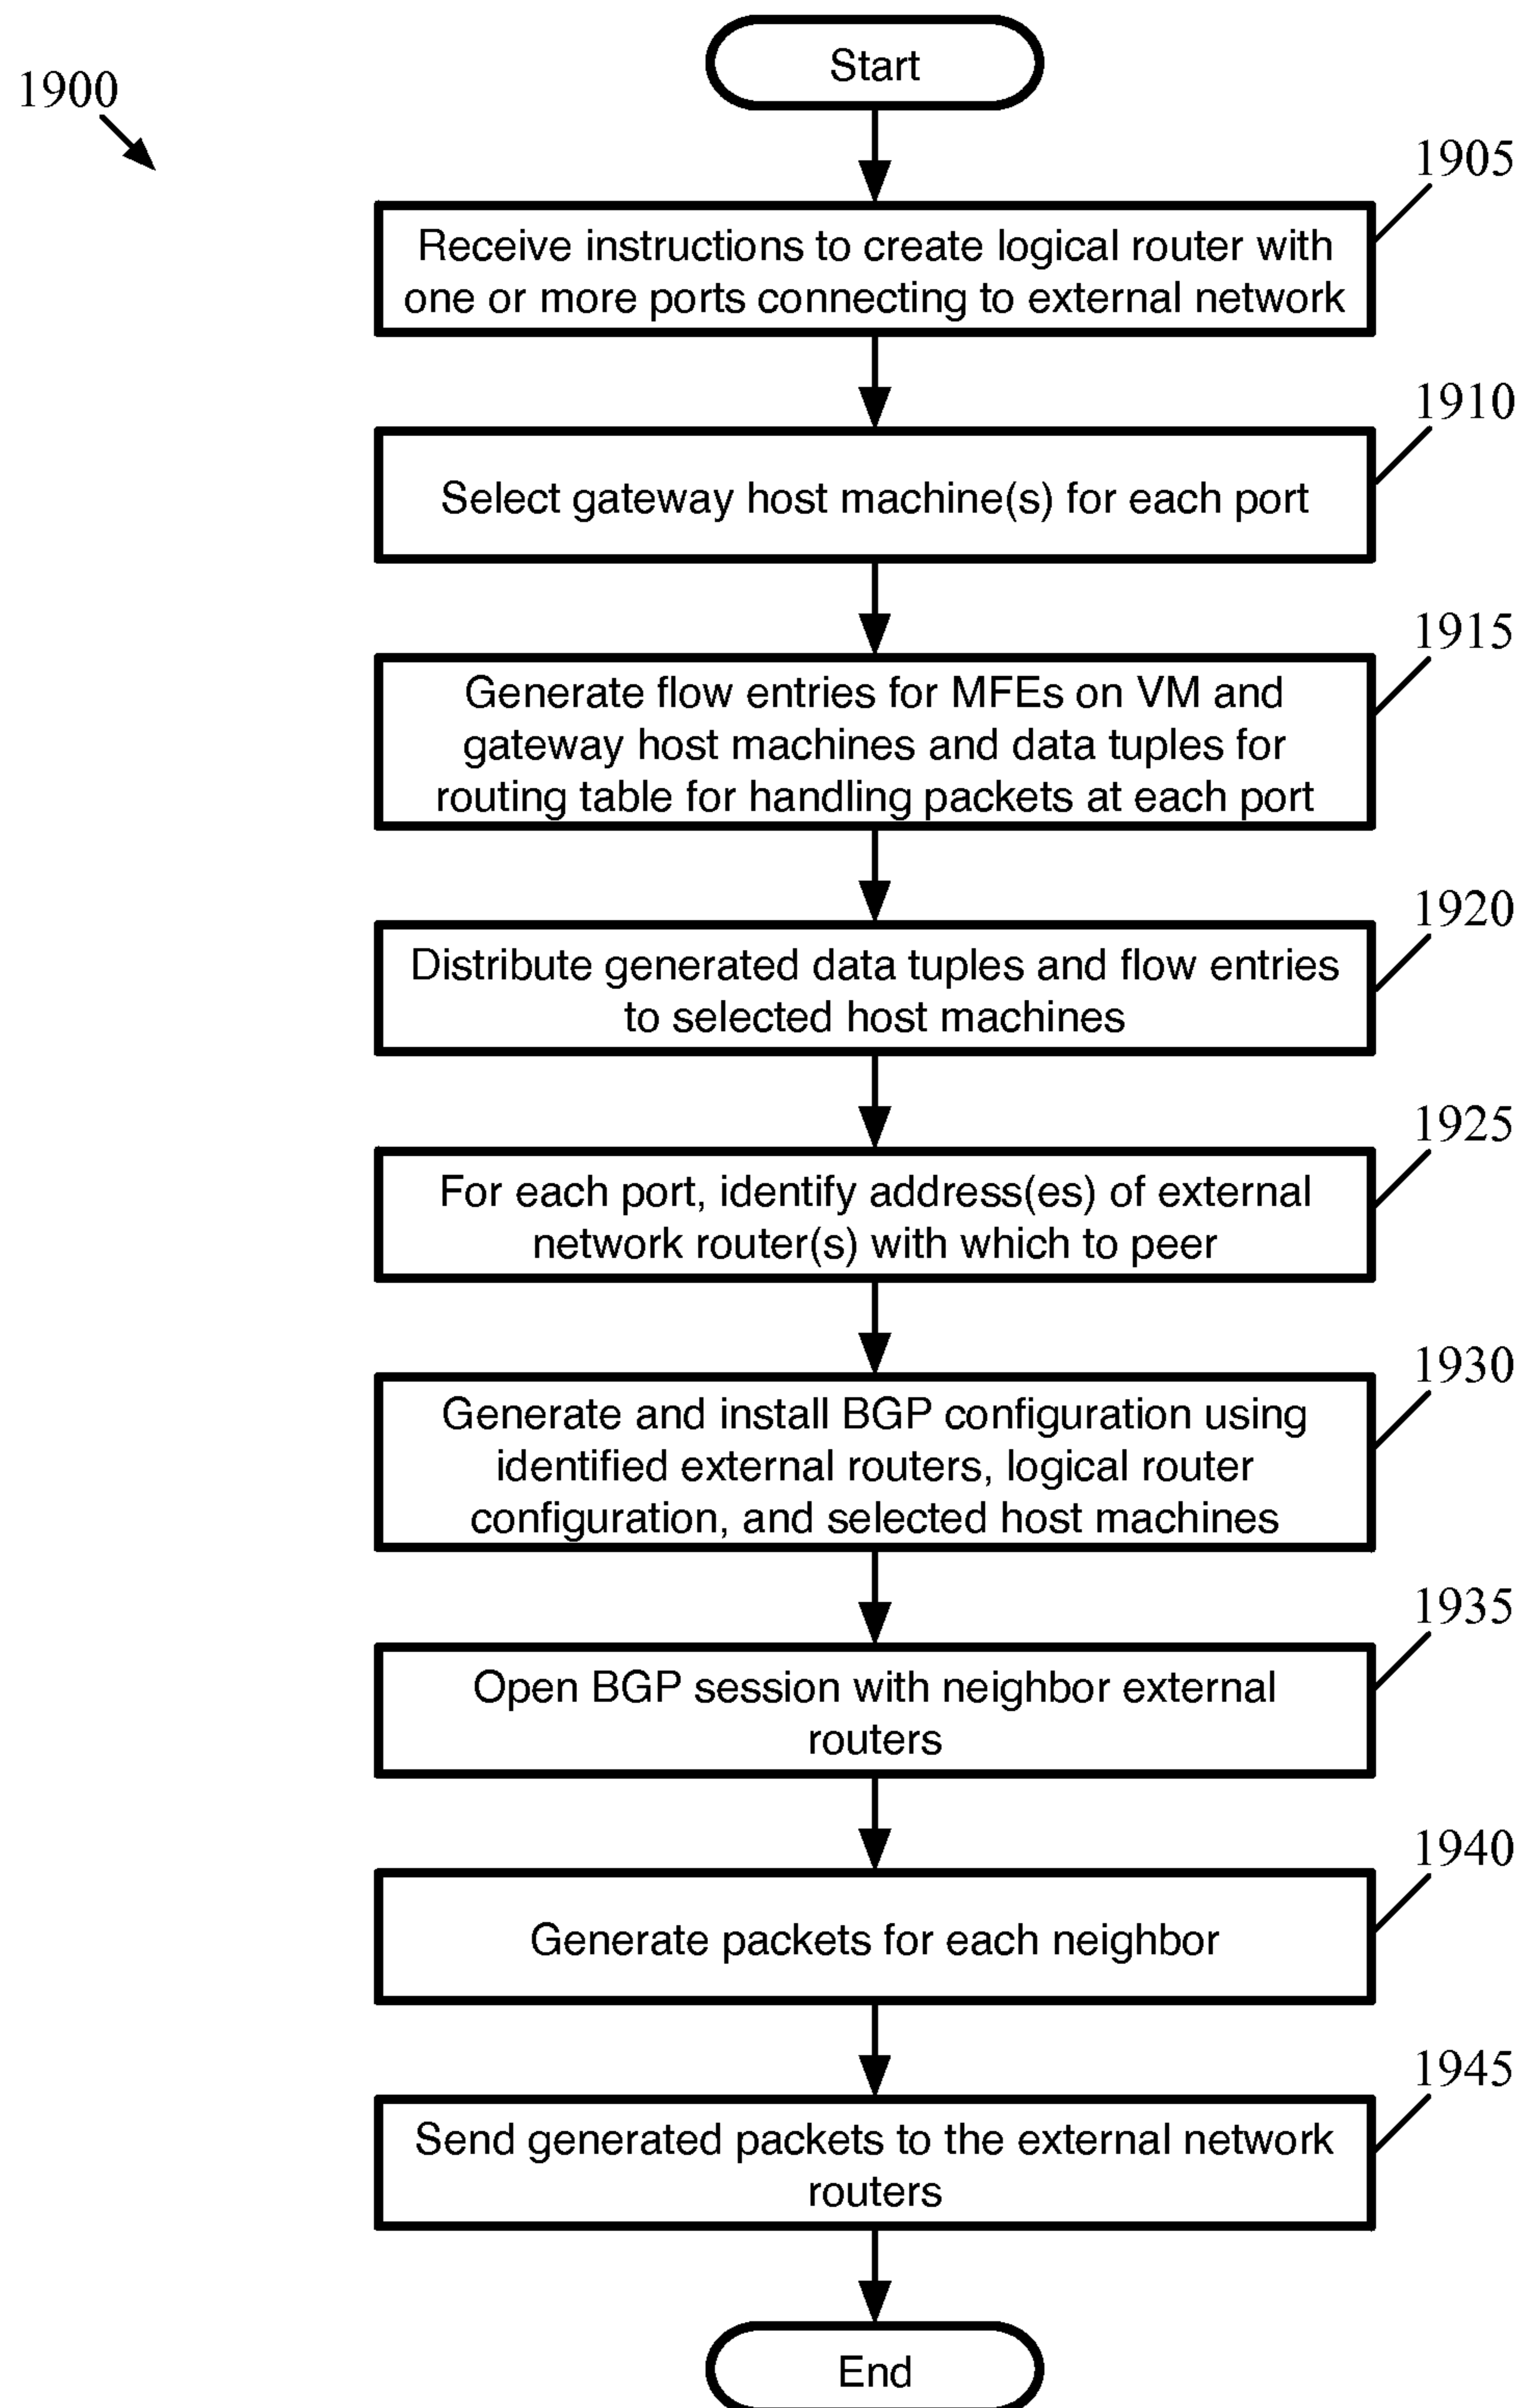 1900
Start
1905
Receive instructions to create logical router with
one or more ports connecting to external network
1910
Select gateway host machine(s) for each port
1915
Generate flow entries for MFEs on VM and
gateway host machines and data tuples for
routing table for handling packets at each port
1920
Distribute generated data tuples and flow entries
to selected host machines
1925
For each port, identify address(es) of external
network router(s) with which to peer
1930
Generate and install BGP configuration using
identified external routers, logical router
configuration, and selected host machines
1935
Open BGP session with neighbor external
routers
1940
Generate packets for each neighbor
1945
Send generated packets to the external network
routers
End